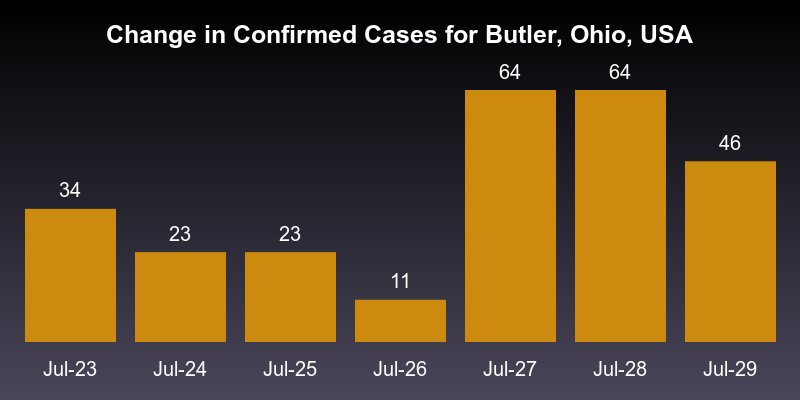 Change in Confirmed Cases for Butler, Ohio, USA
34
23
23
11
64
64
46
Jul-23
Jul-24
Jul-25
Jul-26
Jul-27
Jul-28
Jul-29